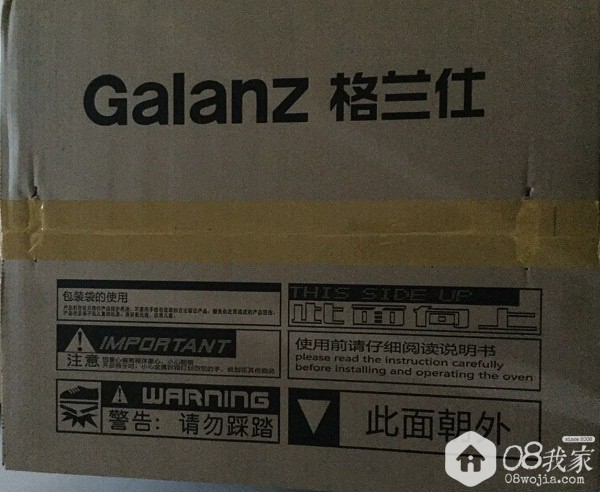 Galanz 格兰仕
包装袋的使用
THIS SIDE UP
此面向上
IMPORTANT
注意
使用前请仔细阅读说明书
please read the instruction carefully
before installing and operating the oven
WARNING
警告: 请勿踩踏
此面朝外
since 2008
08我家
08wojia.com